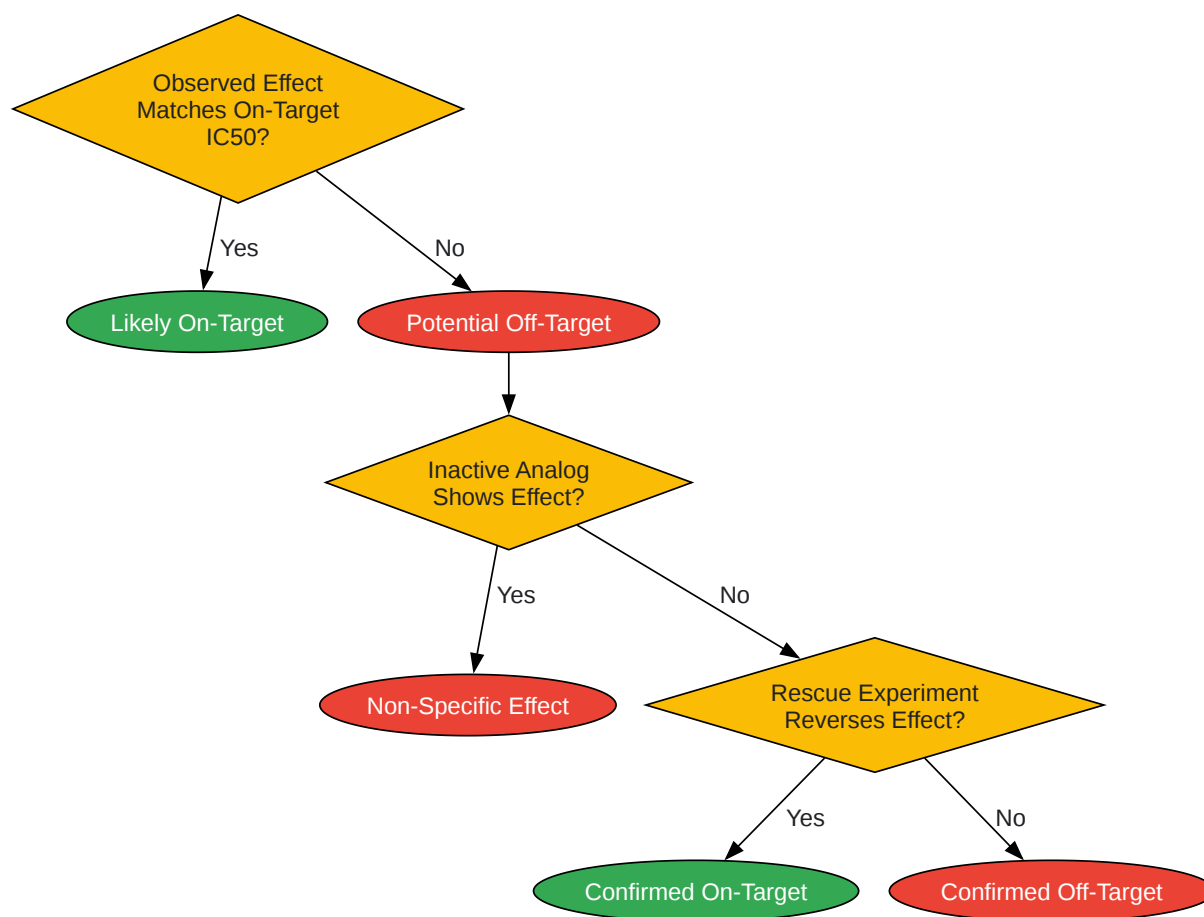 Observed Effect
Matches On-Target
IC50?
Yes
No
Likely On-Target
Potential Off-Target
Inactive Analog
Shows Effect?
Yes
No
Non-Specific Effect
Rescue Experiment
Reverses Effect?
Yes
No
Confirmed On-Target
Confirmed Off-Target